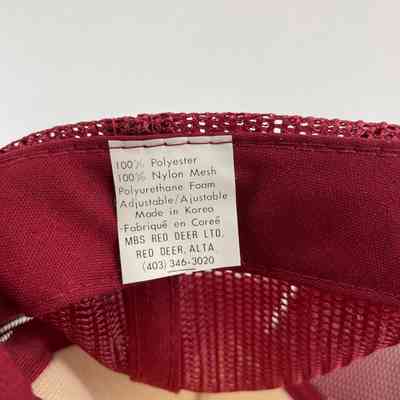 100% Polyester
100% Nylon Mesh
Polyurethane Foam
Adjustable/Ajustable
Made in Korea
-Fabriqué en Coreé
MBS RED DEER LTD.
RED DEER, ALTA.
(403) 346-3020